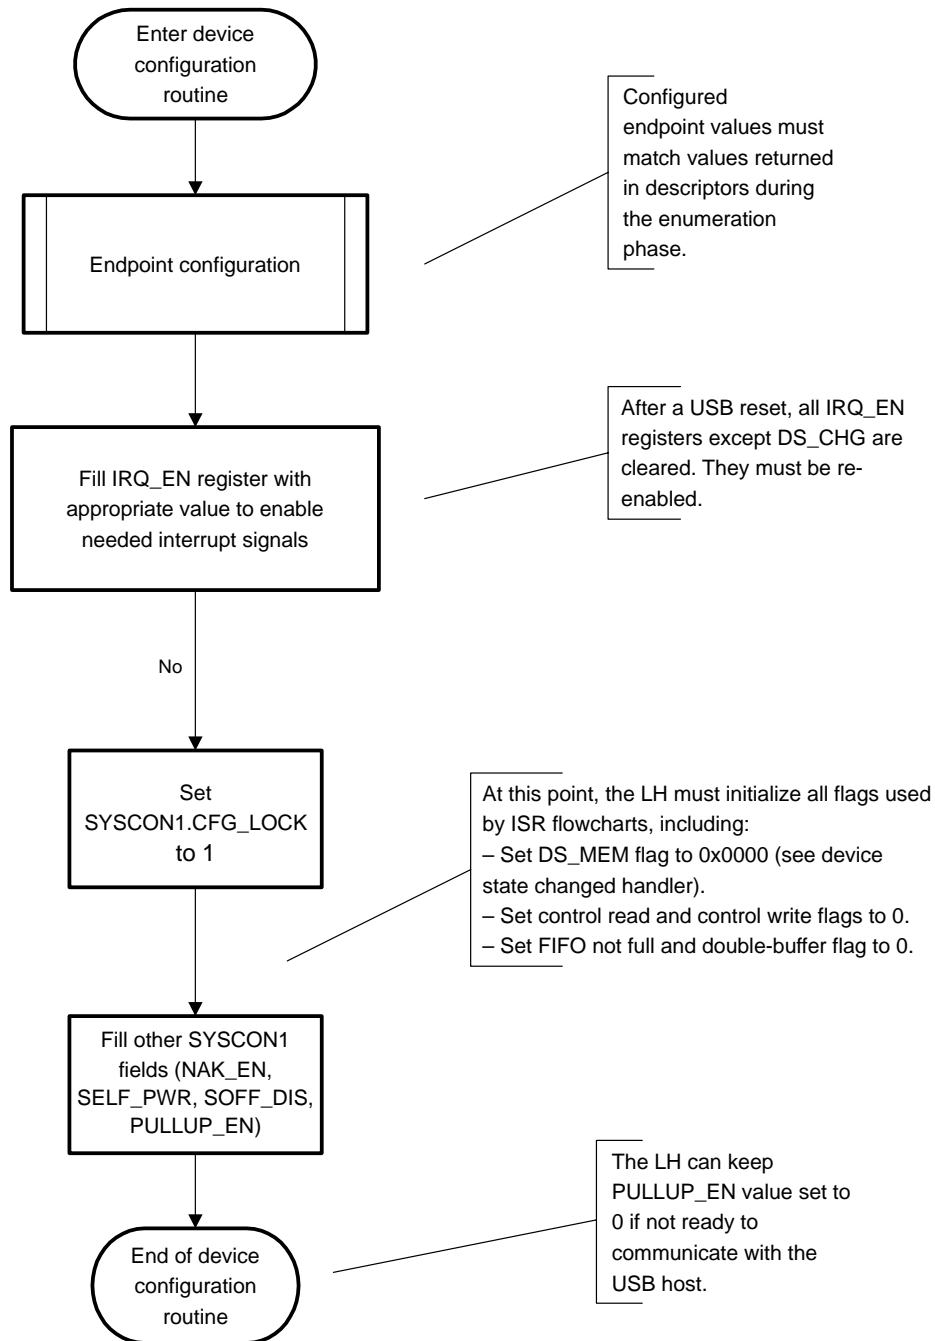 Enter device
configuration
routine
Configured
endpoint values must
match values returned
in descriptors during
the enumeration
phase.
Endpoint configuration
After a USB reset, all IRQ_EN
registers except DS_CHG are
cleared. They must be re-
enabled.
Fill IRQ_EN register with
appropriate value to enable
needed interrupt signals
No
Set
SYSCON1.CFG_LOCK
to 1
At this point, the LH must initialize all flags used
by ISR flowcharts, including:
– Set DS_MEM flag to 0x0000 (see device
state changed handler).
– Set control read and control write flags to 0.
– Set FIFO not full and double-buffer flag to 0.
Fill other SYSCON1
fields (NAK_EN,
SELF_PWR, SOFF_DIS,
PULLUP_EN)
The LH can keep
PULLUP_EN value set to
0 if not ready to
communicate with the
USB host.
End of device
configuration
routine